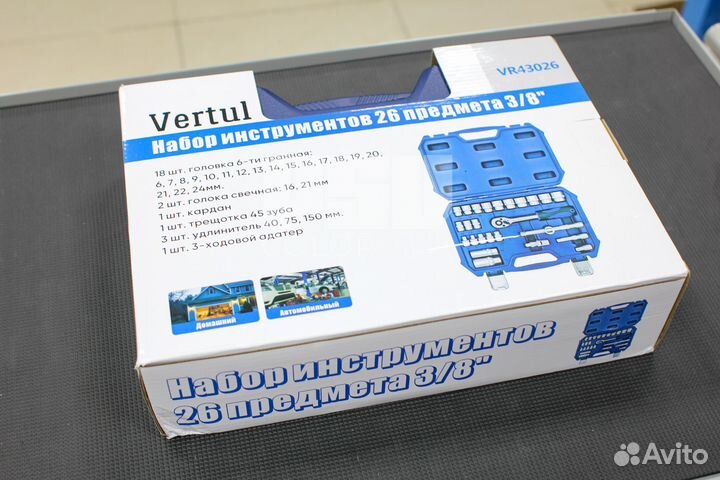 Vertul
VR43026
Набор инструментов 26 предмета 3/8"
18 шт. головка 6-ти гранная:
6, 7, 8, 9, 10, 11, 12, 13, 14, 15, 16, 17, 18, 19, 20,
21, 22, 24мм.
2 шт. голока свечная: 16, 21 мм
1 шт. кардан
1 шт. трещотка 45 зуба
3 шт. удлинитель 40, 75, 150 мм.
1 шт. 3-ходовой адатер
Домашний
Автомобильный
Набор инструментов
26 предмета 3/8"
Avito